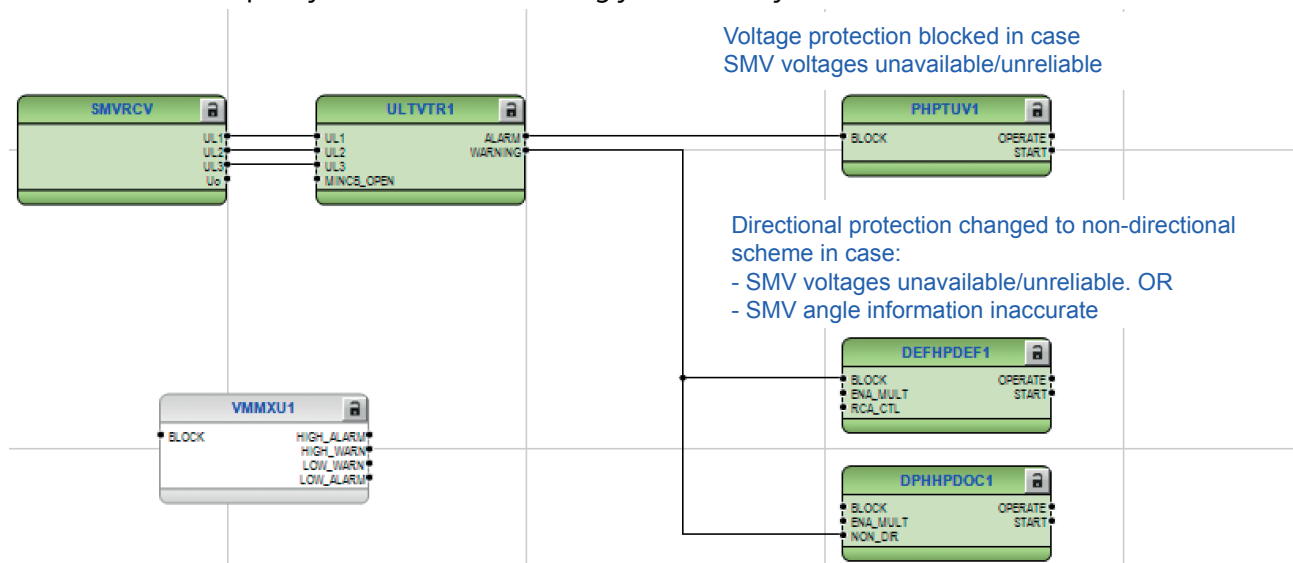 Voltage protection blocked in case
SMV voltages unavailable/unreliable
SMVRCV
UL1
UL2
UL3
Uo
ULTVTR1
UL1
UL2
UL3
MINCB_OPEN
ALARM
WARNING
PHPTUV1
BLOCK
OPERATE
START
Directional protection changed to non-directional
scheme in case:
- SMV voltages unavailable/unreliable. OR
- SMV angle information inaccurate
DEFHPDEF1
BLOCK
ENA_MULT
RCA_CTL
OPERATE
START
VMMXU1
BLOCK
HIGH_ALARM
HIGH_WARN
LOW_WARN
LOW_ALARM
DPHHPDOC1
BLOCK
ENA_MULT
NON_DIR
OPERATE
START